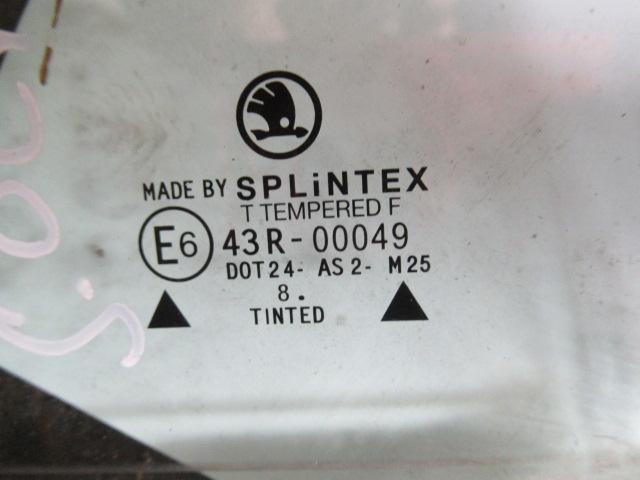 MADE BY SPLiNTEX
T TEMPERED F
E6 43R-00049
DOT24- AS2- M25
8.
TINTED